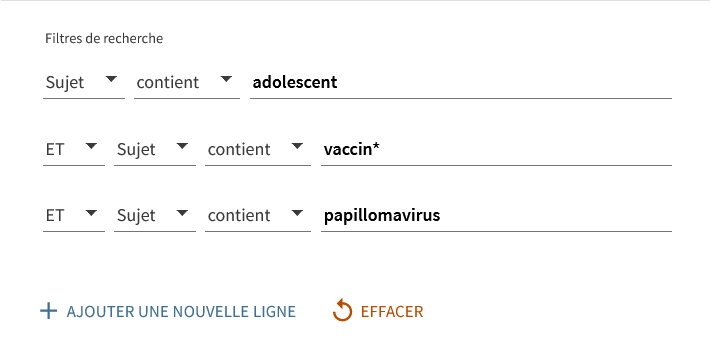 Filtres de recherche
Sujet contient adolescent
ET Sujet contient vaccin*
ET Sujet contient papillomavirus
AJOUTER UNE NOUVELLE LIGNE EFFACER